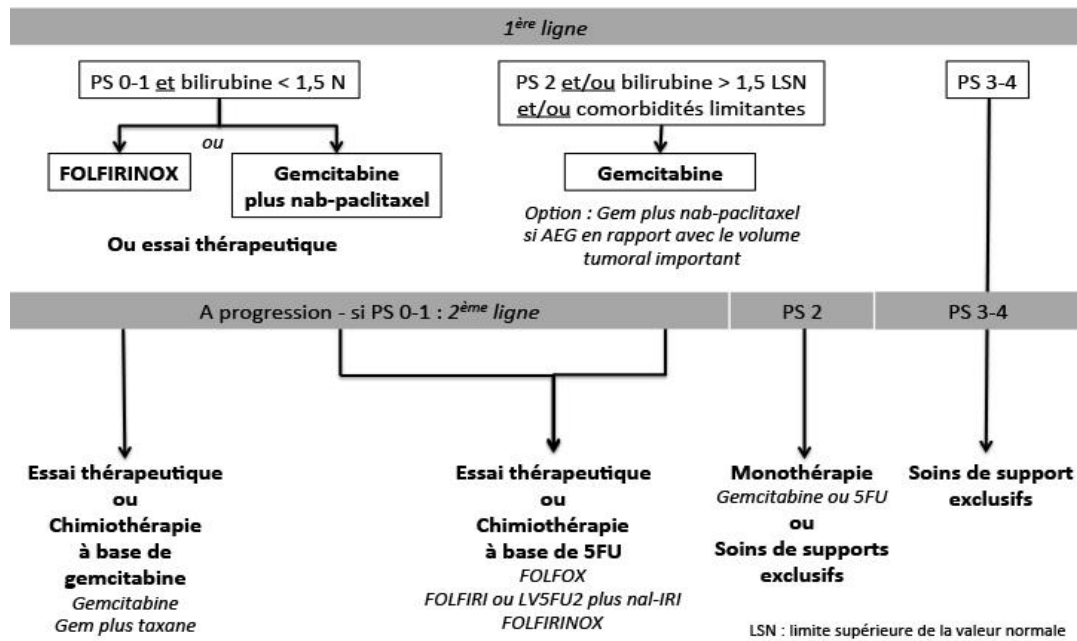 1ère ligne
PS 0-1 et bilirubine < 1,5 N
PS 2 et/ou bilirubine > 1,5 LSN
et/ou comorbidités limitantes
PS 3-4
ou
FOLFIRINOX
Gemcitabine
plus nab-paclitaxel
Gemcitabine
Ou essai thérapeutique
Option : Gem plus nab-paclitaxel
si AEG en rapport avec le volume
tumoral important
A progression - si PS 0-1 : 2ème ligne
PS 2
PS 3-4
Essai thérapeutique
ou
Chimiothérapie
à base de
gemcitabine
Gemcitabine
Gem plus taxane
Essai thérapeutique
ou
Chimiothérapie
à base de 5FU
FOLFOX
FOLFIRI ou LV5FU2 plus nal-IRI
FOLFIRINOX
Monothérapie
Gemcitabine ou 5FU
ou
Soins de supports
exclusifs
Soins de support
exclusifs
LSN : limite supérieure de la valeur normale